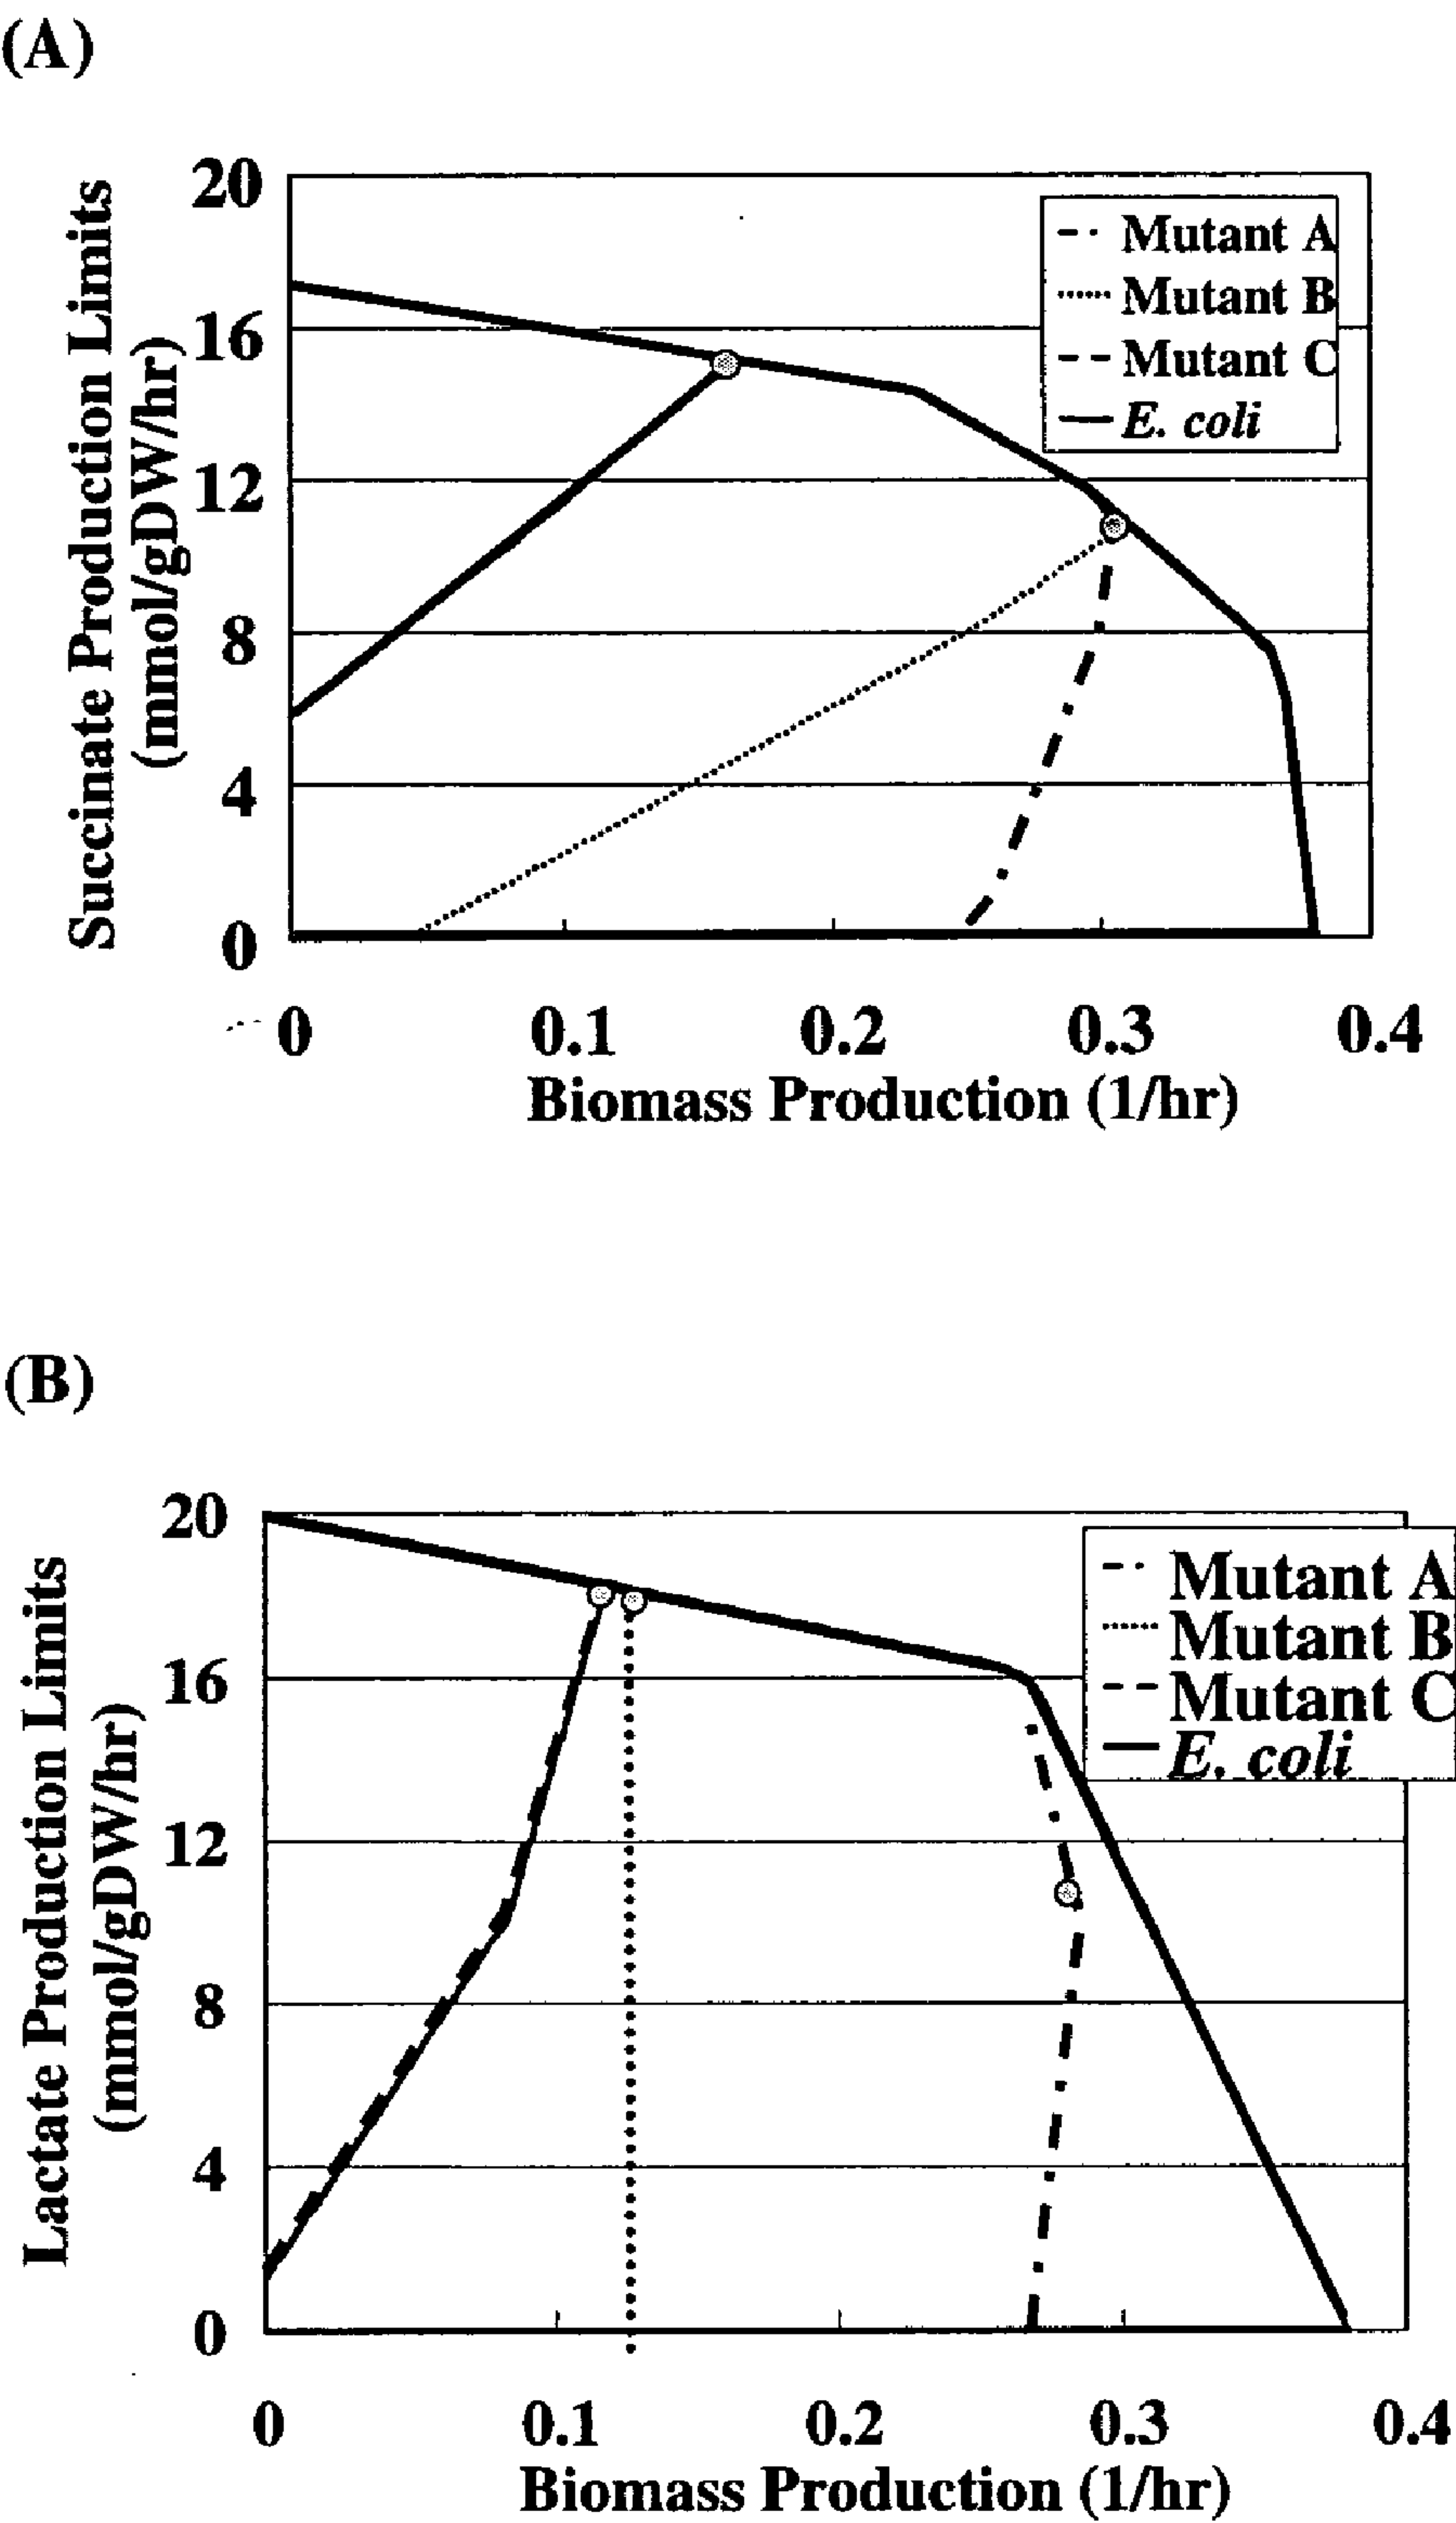 (A)
Succinate Production Limits
(mmol/gDW/hr)
20
16
12
8
4
0
Mutant A
Mutant B
Mutant C
E. coli
0 0.1 0.2 0.3 0.4
Biomass Production (1/hr)
(B)
Lactate Production Limits
(mmol/gDW/hr)
20
16
12
8
4
0
Mutant A
Mutant B
Mutant C
E. coli
0 0.1 0.2 0.3 0.4
Biomass Production (1/hr)